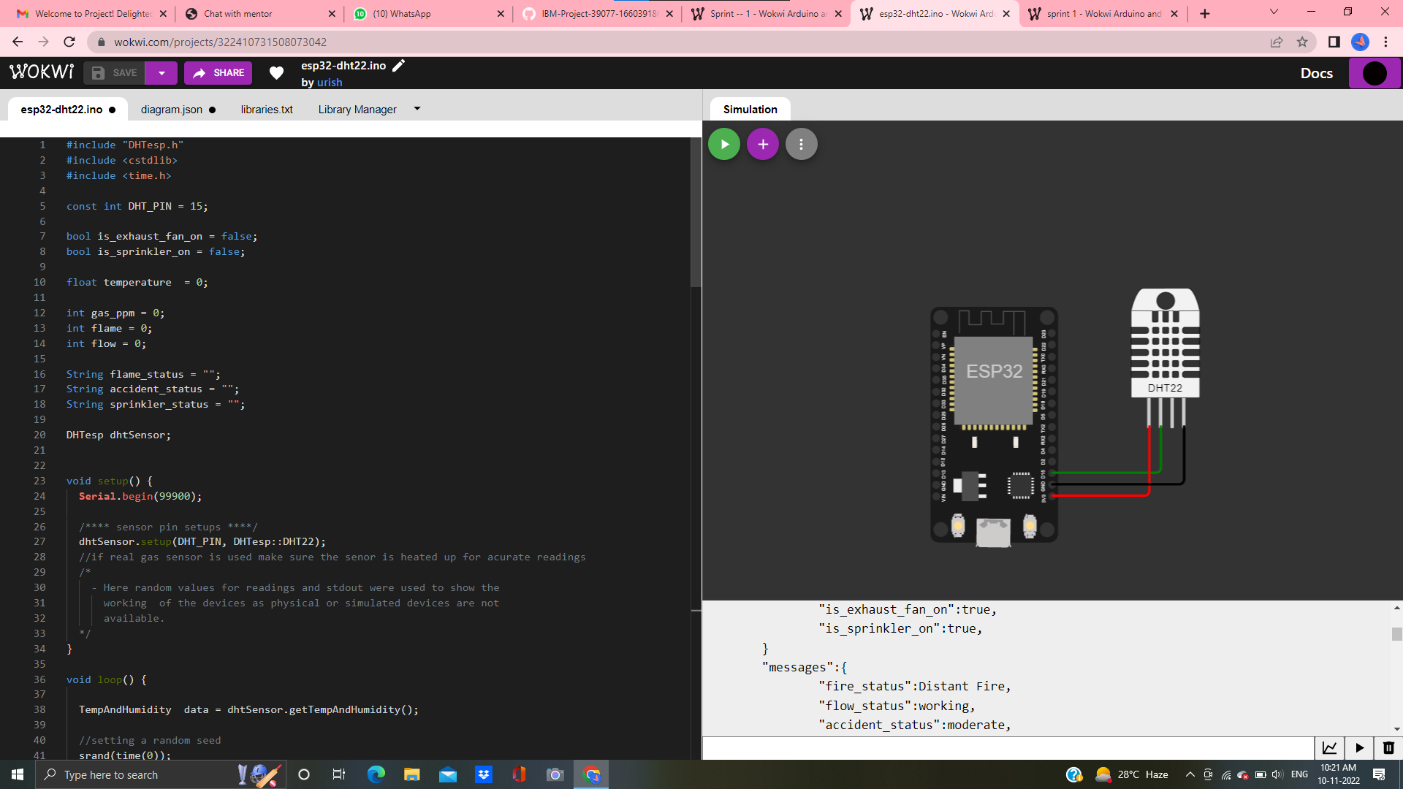 Welcome to Project! Delighte
Chat with mentor
(10) WhatsApp
IBM-Project-39077-16603918
Sprint -- 1 - Wokwi Arduino an
esp32-dht22.ino - Wokwi Ard
sprint 1 - Wokwi Arduino and
wokwi.com/projects/322410731508073042
WOKWI
SAVE
SHARE
esp32-dht22.ino
by urish
Docs
esp32-dht22.ino
diagram.json
libraries.txt
Library Manager
Simulation
1 #include "DHTesp.h"
2 #include <cstdlib>
3 #include <time.h>
4
5 const int DHT_PIN = 15;
6
7 bool is_exhaust_fan_on = false;
8 bool is_sprinkler_on = false;
9
10 float temperature  = 0;
11
12 int gas_ppm = 0;
13 int flame = 0;
14 int flow = 0;
15
16 String flame_status = "";
17 String accident_status = "";
18 String sprinkler_status = "";
19
20 DHTesp dhtSensor;
21
22
23 void setup() {
24 Serial.begin(99900);
25
26 /**** sensor pin setups ****/
27 dhtSensor.setup(DHT_PIN, DHTesp::DHT22);
28 //if real gas sensor is used make sure the senor is heated up for acurate readings
29 /*
30 - Here random values for readings and stdout were used to show the
31 working  of the devices as physical or simulated devices are not
32 available.
33 */
34 }
35
36 void loop() {
37
38 TempAndHumidity  data = dhtSensor.getTempAndHumidity();
39
40 //setting a random seed
41 srand(time(0));
ESP32
DHT22
"is_exhaust_fan_on":true,
"is_sprinkler_on":true,
}
"messages":{
"fire_status":Distant Fire,
"flow_status":working,
"accident_status":moderate,
Type here to search
28°C Haze
ENG
10:21 AM
10-11-2022